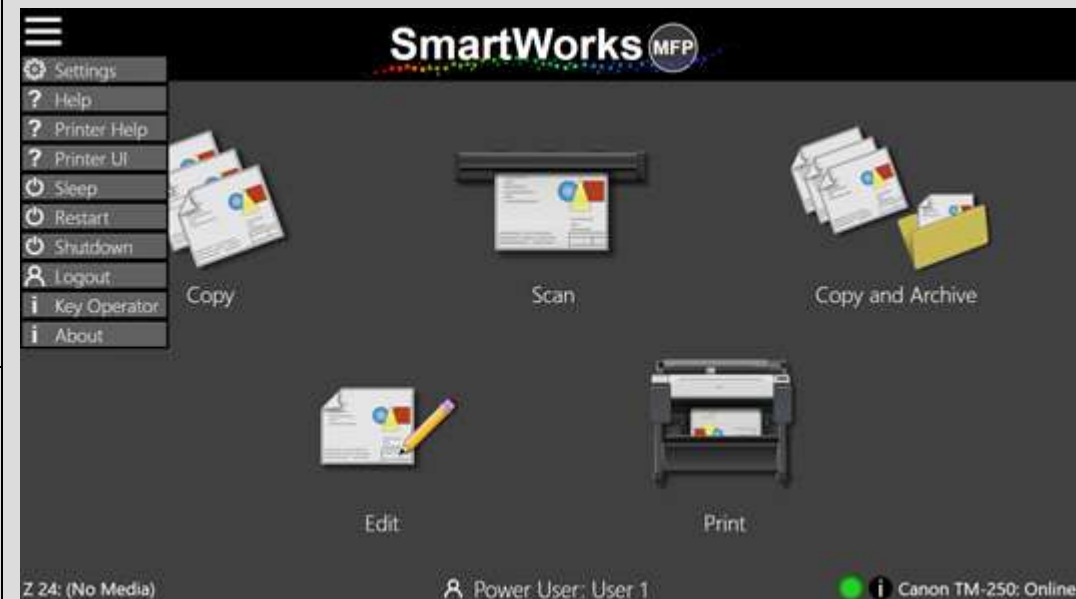 SmartWorks MFP
Settings
? Help
? Printer Help
? Printer UI
Sleep
Restart
Shutdown
Logout
i Key Operator
i About
Copy
Scan
Copy and Archive
Edit
Print
Z 24: (No Media)
Power User: User 1
i Canon TM-250: Online